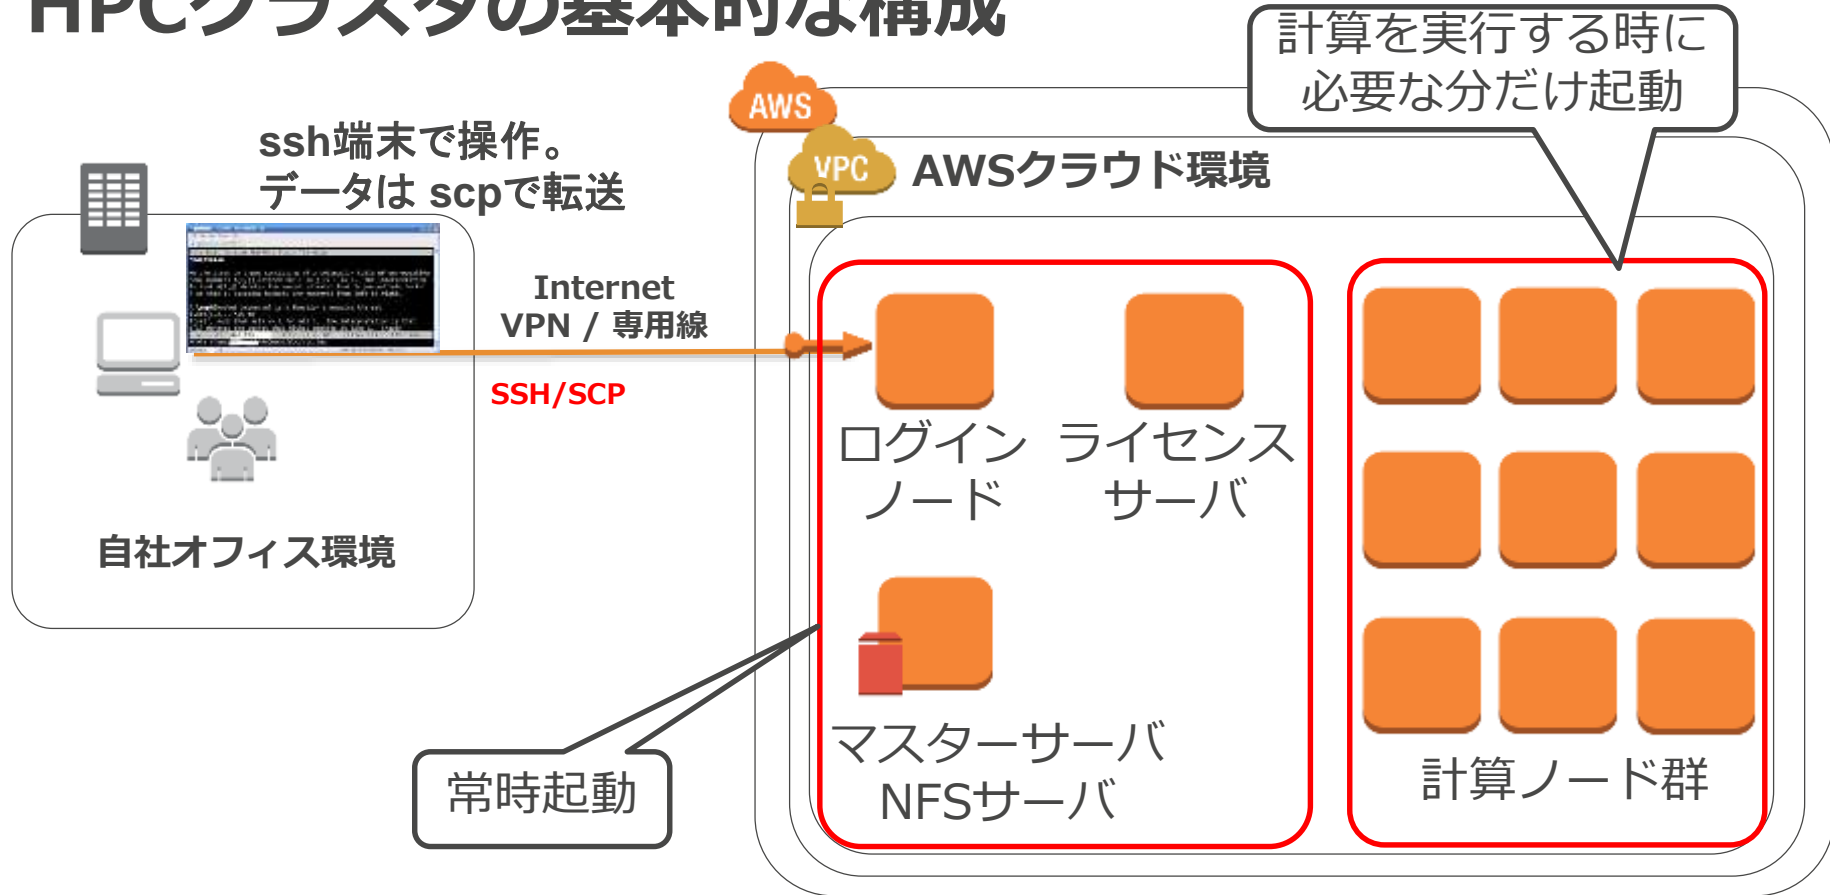 HPCクラスタの基本的な構成
計算を実行する時に
必要な分だけ起動
AWS
ssh端末で操作。
データは scpで転送
VPC
AWSクラウド環境
Internet
VPN / 専用線
SSH/SCP
ログイン
ノード
ライセンス
サーバ
自社オフィス環境
マスターサーバ
NFSサーバ
計算ノード群
常時起動